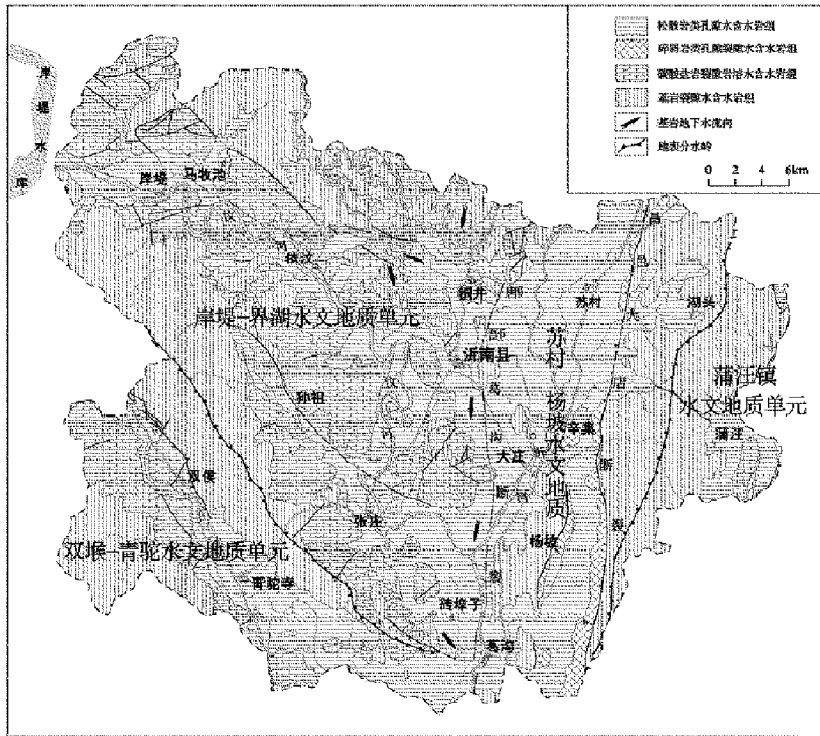 松散岩类孔隙水含水岩组
碎屑岩类孔隙裂隙水含水岩组
碳酸盐岩裂隙岩溶水含水岩组
基岩裂隙水含水岩组
基岩地下水流向
地表分水岭
0 2 4 6km
岸堤水库
岸堤
马牧池
汶
河
铜井
苏村
湖头
岸堤-界湖水文地质单元
沂南县
苏村
杨坡水文地质
蒲汪镇
水文地质单元
蒲汪
孙祖
辛集
大庄
双堠
张庄
杨坡
双堠-青驼水文地质单元
青驼寺
砖埠子
葛沟